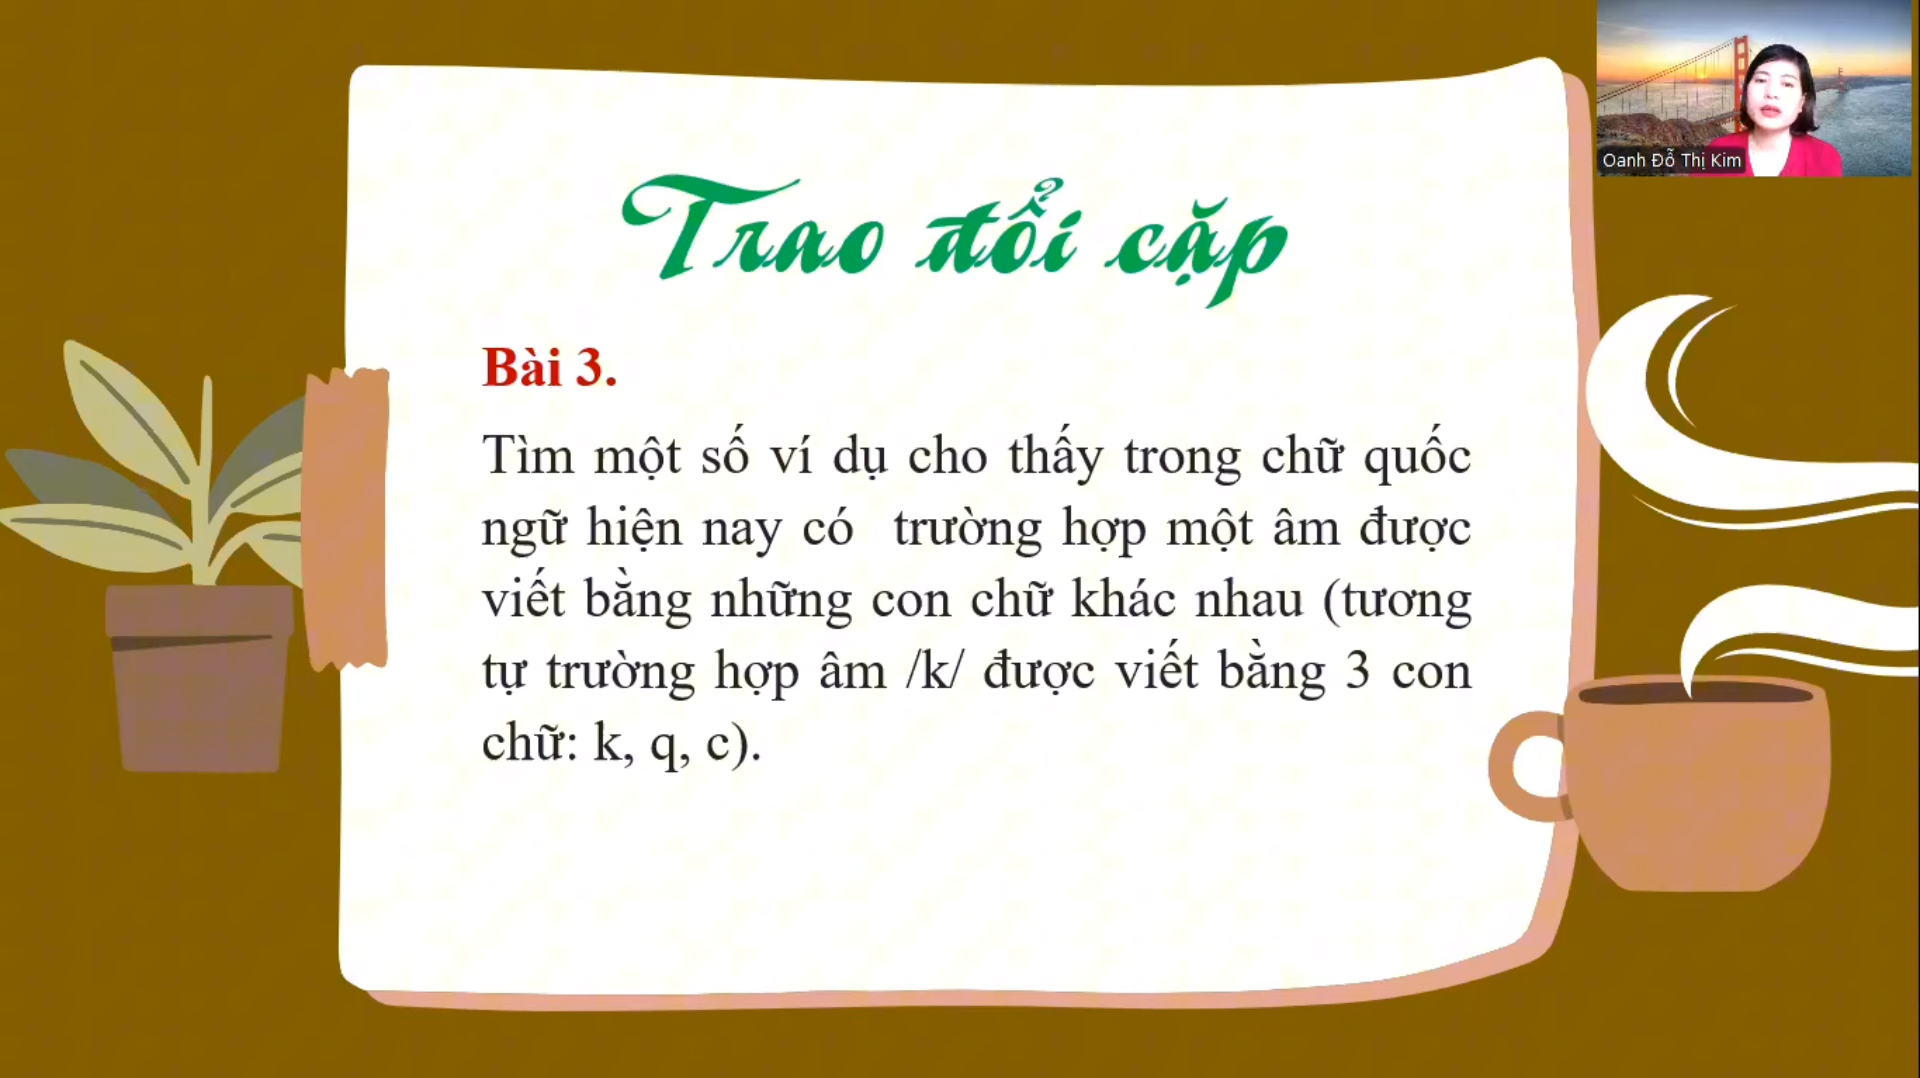 Oanh Đỗ Thị Kim
Trao đổi cặp
Bài 3.
Tìm một số ví dụ cho thấy trong chữ quốc
ngữ hiện nay có trường hợp một âm được
viết bằng những con chữ khác nhau (tương
tự trường hợp âm /k/ được viết bằng 3 con
chữ: k, q, c).